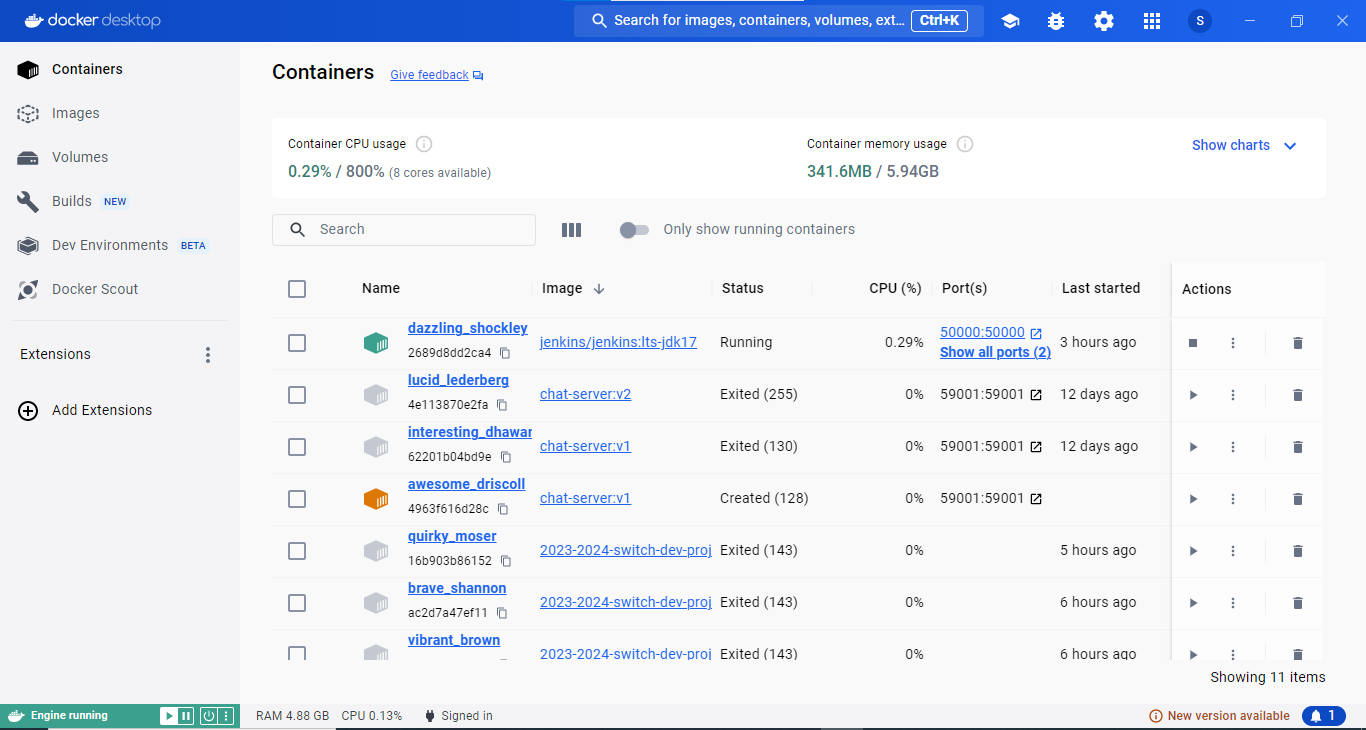 docker desktop
Search for images, containers, volumes, ext… Ctrl+K
S
Containers
Images
Volumes
Builds NEW
Dev Environments BETA
Docker Scout
Extensions
Add Extensions
Containers Give feedback
Container CPU usage
0.29% / 800% (8 cores available)
Container memory usage
341.6MB / 5.94GB
Show charts
Search
Only show running containers
Name Image Status CPU (%) Port(s) Last started Actions
dazzling_shockley
2689d8dd2ca4
jenkins/jenkins:lts-jdk17 Running 0.29% 50000:50000
Show all ports (2)
3 hours ago
lucid_lederberg
4e113870e2fa
chat-server:v2 Exited (255) 0% 59001:59001 12 days ago
interesting_dhawar
62201b04bd9e
chat-server:v1 Exited (130) 0% 59001:59001 12 days ago
awesome_driscoll
4963f616d28c
chat-server:v1 Created (128) 0% 59001:59001
quirky_moser
16b903b86152
2023-2024-switch-dev-proj Exited (143) 0% 5 hours ago
brave_shannon
ac2d7a47ef11
2023-2024-switch-dev-proj Exited (143) 0% 6 hours ago
vibrant_brown
2023-2024-switch-dev-proj Exited (143) 0% 6 hours ago
Showing 11 items
Engine running
RAM 4.88 GB CPU 0.13% Signed in
New version available
1